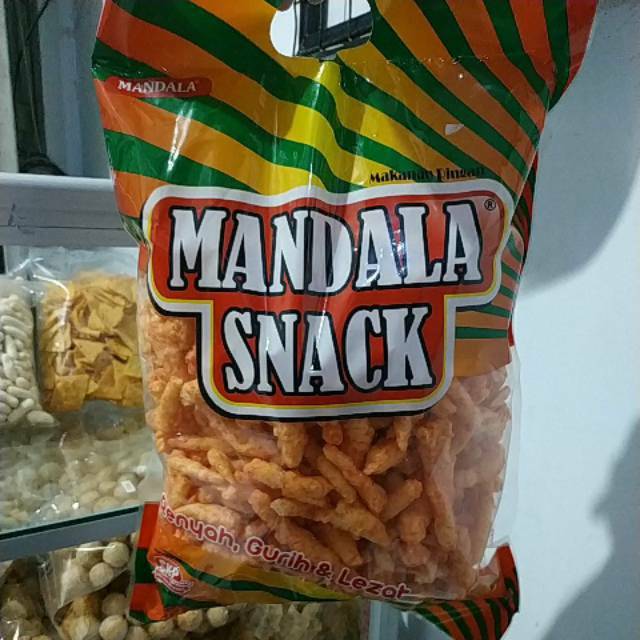 MANDALA
Makanan Ringan
MANDALA®
SNACK
Renyah, Gurih & Lezat